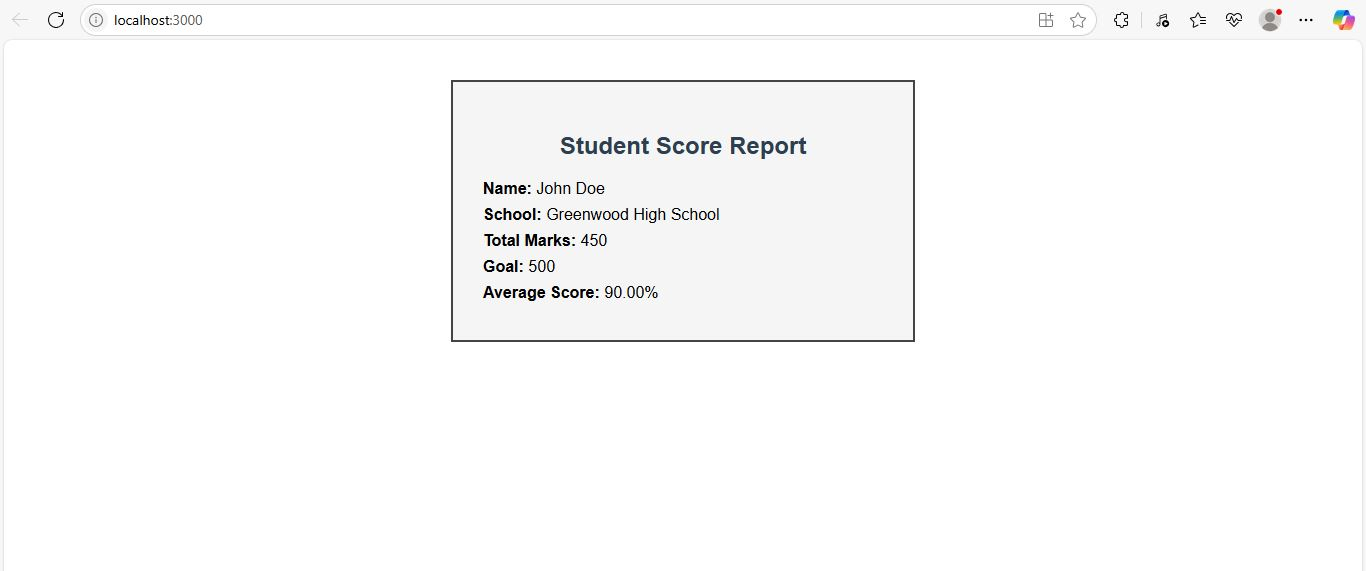 localhost:3000
Student Score Report
Name: John Doe
School: Greenwood High School
Total Marks: 450
Goal: 500
Average Score: 90.00%